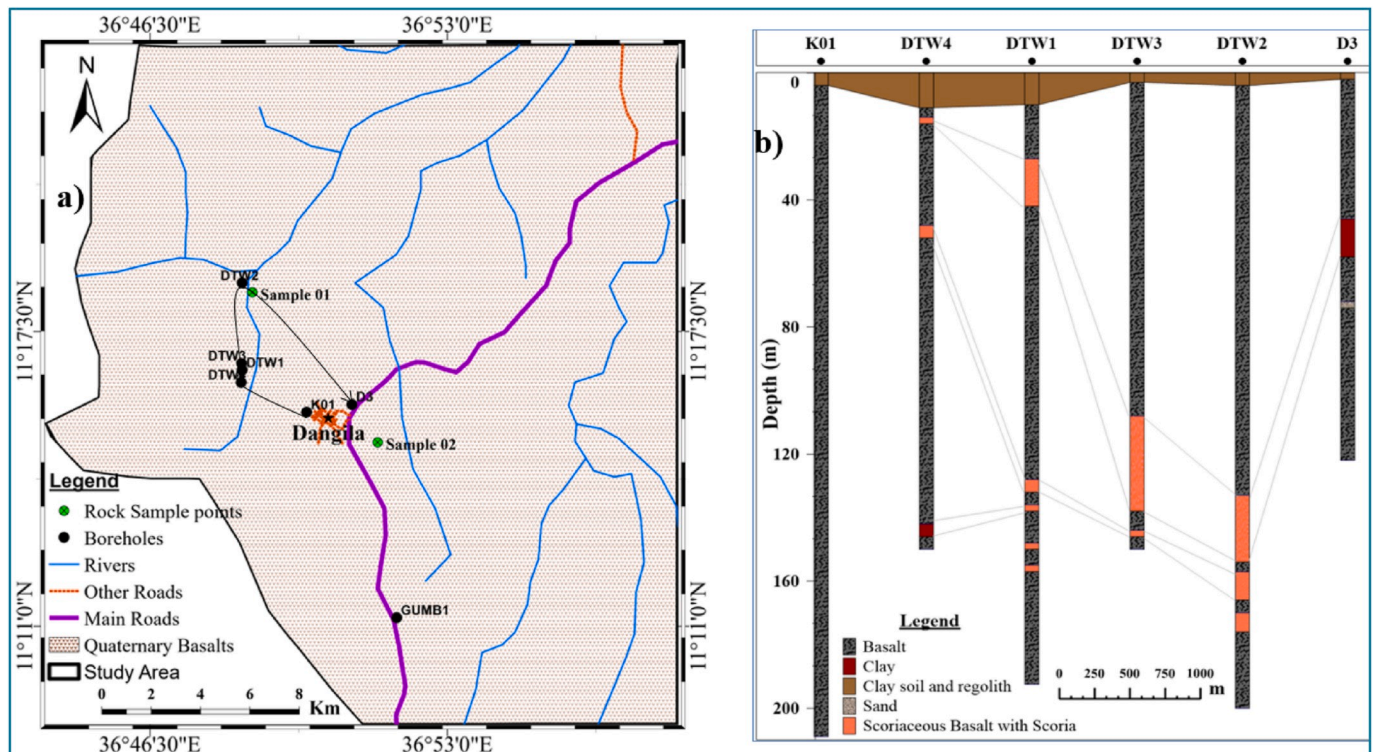 36°46'30"E
36°53'0"E
N
a)
11°17'30"N
11°17'30"N
DTW2
Sample 01
DTW3
DTW1
DTW
K01
D3
Dangila
Sample 02
GUMB1
11°11'0"N
11°11'0"N
Legend
Rock Sample points
Boreholes
Rivers
Other Roads
Main Roads
Quaternary Basalts
Study Area
0 2 4 6 8
Km
36°46'30"E
36°53'0"E
K01 DTW4 DTW1 DTW3 DTW2 D3
b)
Depth (m)
0
40
80
120
160
200
Legend
Basalt
Clay
Clay soil and regolith
Sand
Scoriaceous Basalt with Scoria
0 250 500 1000
m